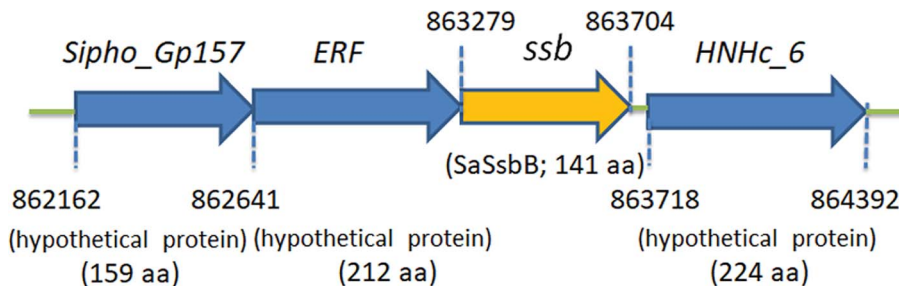 863279 863704
Sipho_Gp157 ERF ssb HNHc_6
(SaSsbB; 141 aa)
862162 862641 863718 864392
(hypothetical protein) (hypothetical protein) (hypothetical protein)
(159 aa) (212 aa) (224 aa)